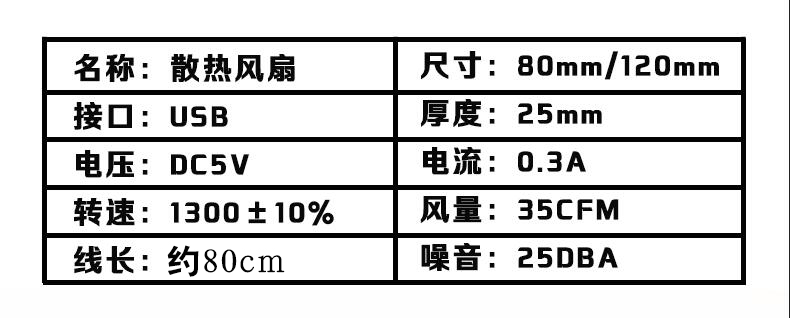 名称：散热风扇
尺寸：80mm/120mm
接口：USB
厚度：25mm
电压：DC5V
电流：0.3A
转速：1300±10%
风量：35CFM
线长：约80cm
噪音：25DBA